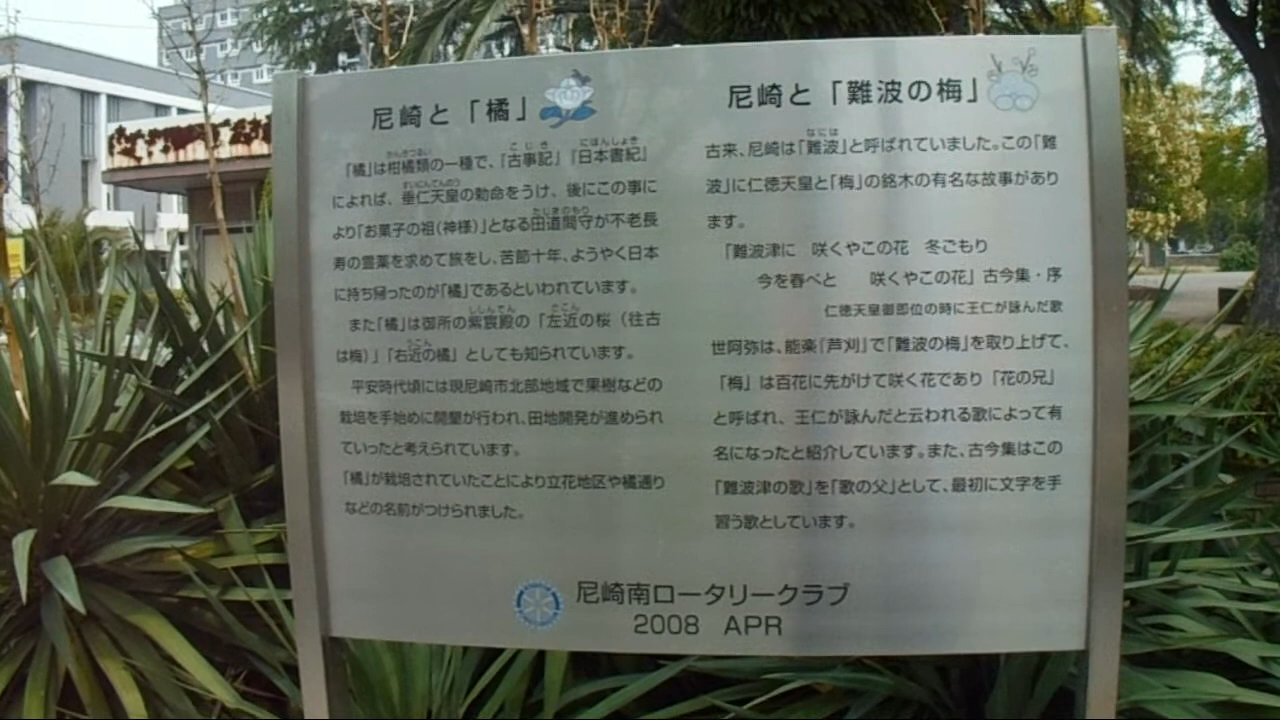 尼崎と「橘」
「橘」は柑橘類の一種で、「古事記」『日本書紀』
によれば、垂仁天皇の勅命をうけ、後にこの事に
より「お菓子の祖(神様)」となる田道間守が不老長
寿の霊薬を求めて旅をし、苦節十年、ようやく日本
に持ち帰ったのが「橘」であるといわれています。
また「橘」は御所の紫宸殿の「左近の桜(往古
は梅)」「右近の橘」としても知られています。
平安時代頃には現尼崎市北部地域で果樹などの
栽培を手始めに開墾が行われ、田地開発が進められ
ていったと考えられています。
「橘」が栽培されていたことにより立花地区や橘通り
などの名前がつけられました。
尼崎と「難波の梅」
古来、尼崎は「難波」と呼ばれていました。この「難
波」に仁徳天皇と「梅」の銘木の有名な故事があり
ます。
「難波津に 咲くやこの花 冬ごもり
今を春べと 咲くやこの花」古今集・序
仁徳天皇御即位の時に王仁が詠んだ歌
世阿弥は、能楽『芦刈』で「難波の梅」を取り上げて、
「梅」は百花に先がけて咲く花であり「花の兄」
と呼ばれ、王仁が詠んだと云われる歌によって有
名になったと紹介しています。また、古今集はこの
「難波津の歌」を「歌の父」として、最初に文字を手
習う歌としています。
尼崎南ロータリークラブ
2008 APR